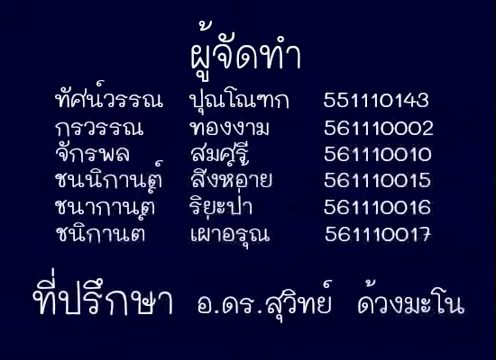 ผู้จัดทำ
ทัศน์วรรณ ปุณโณฑก 551110143
กรวรรณ ทองงาม 561110002
จักรพล สมศรี 561110010
ชนนิกานต์ สิงห์อ้าย 561110015
ชนากานต์ ริยะป่า 561110016
ชนิกานต์ เผ่าอรุณ 561110017
ที่ปรึกษา อ.ดร.สุวิทย์ ด้วงมะโน